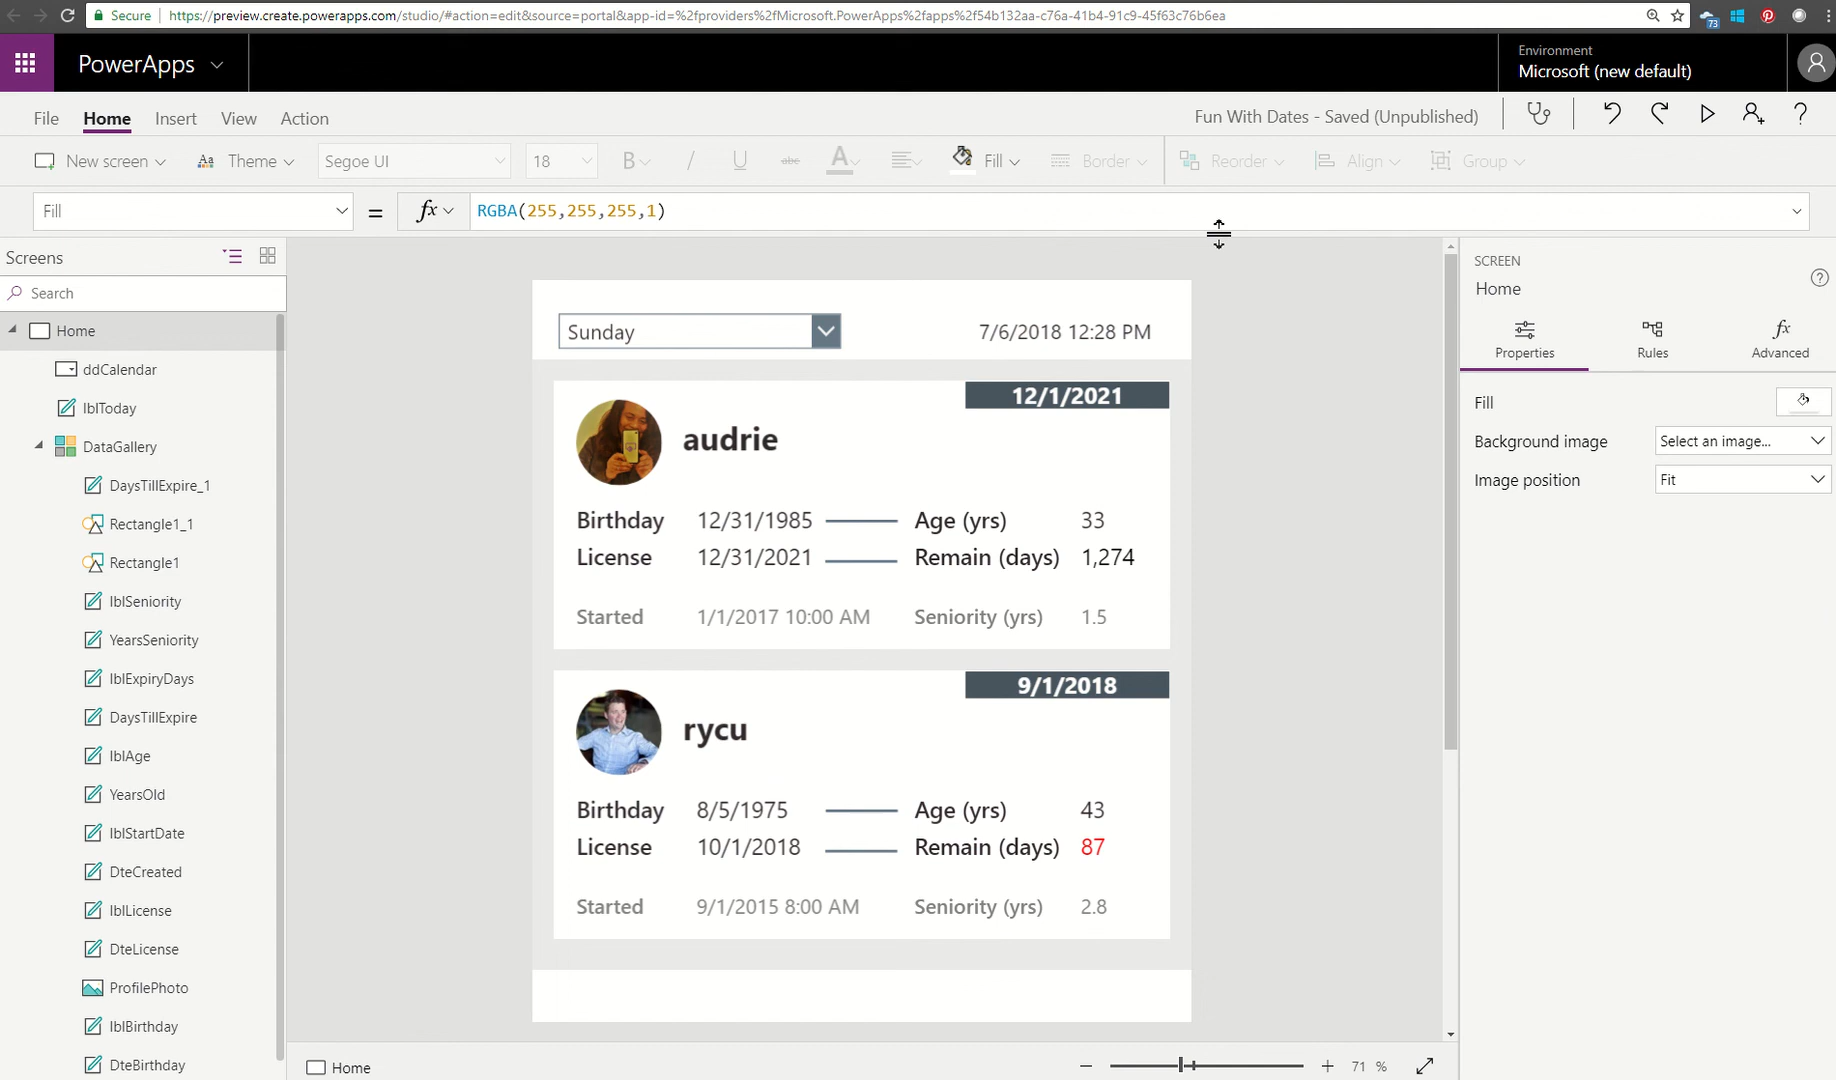 Secure https://preview.create.powerapps.com/studio/#action=edit&source=portal&app-id=%2fproviders%2fMicrosoft.PowerApps%2fapps%2f54b132aa-c76a-41b4-91c9-45f63c76b6ea
73
PowerApps
Environment
Microsoft (new default)
File Home Insert View Action
Fun With Dates - Saved (Unpublished)
?
New screen Aa Theme Segoe UI 18 B / U abc A Fill Border Reorder Align Group
Fill = fx RGBA(255,255,255,1)
Screens
Search
Home
ddCalendar
lblToday
DataGallery
DaysTillExpire_1
Rectangle1_1
Rectangle1
lblSeniority
YearsSeniority
lblExpiryDays
DaysTillExpire
lblAge
YearsOld
lblStartDate
DteCreated
lblLicense
DteLicense
ProfilePhoto
lblBirthday
DteBirthday
Sunday
7/6/2018 12:28 PM
12/1/2021
audrie
Birthday 12/31/1985 Age (yrs) 33
License 12/31/2021 Remain (days) 1,274
Started 1/1/2017 10:00 AM Seniority (yrs) 1.5
9/1/2018
rycu
Birthday 8/5/1975 Age (yrs) 43
License 10/1/2018 Remain (days) 87
Started 9/1/2015 8:00 AM Seniority (yrs) 2.8
SCREEN
Home
?
Properties
Rules
fx
Advanced
Fill
Background image Select an image...
Image position Fit
Home
− + 71 %